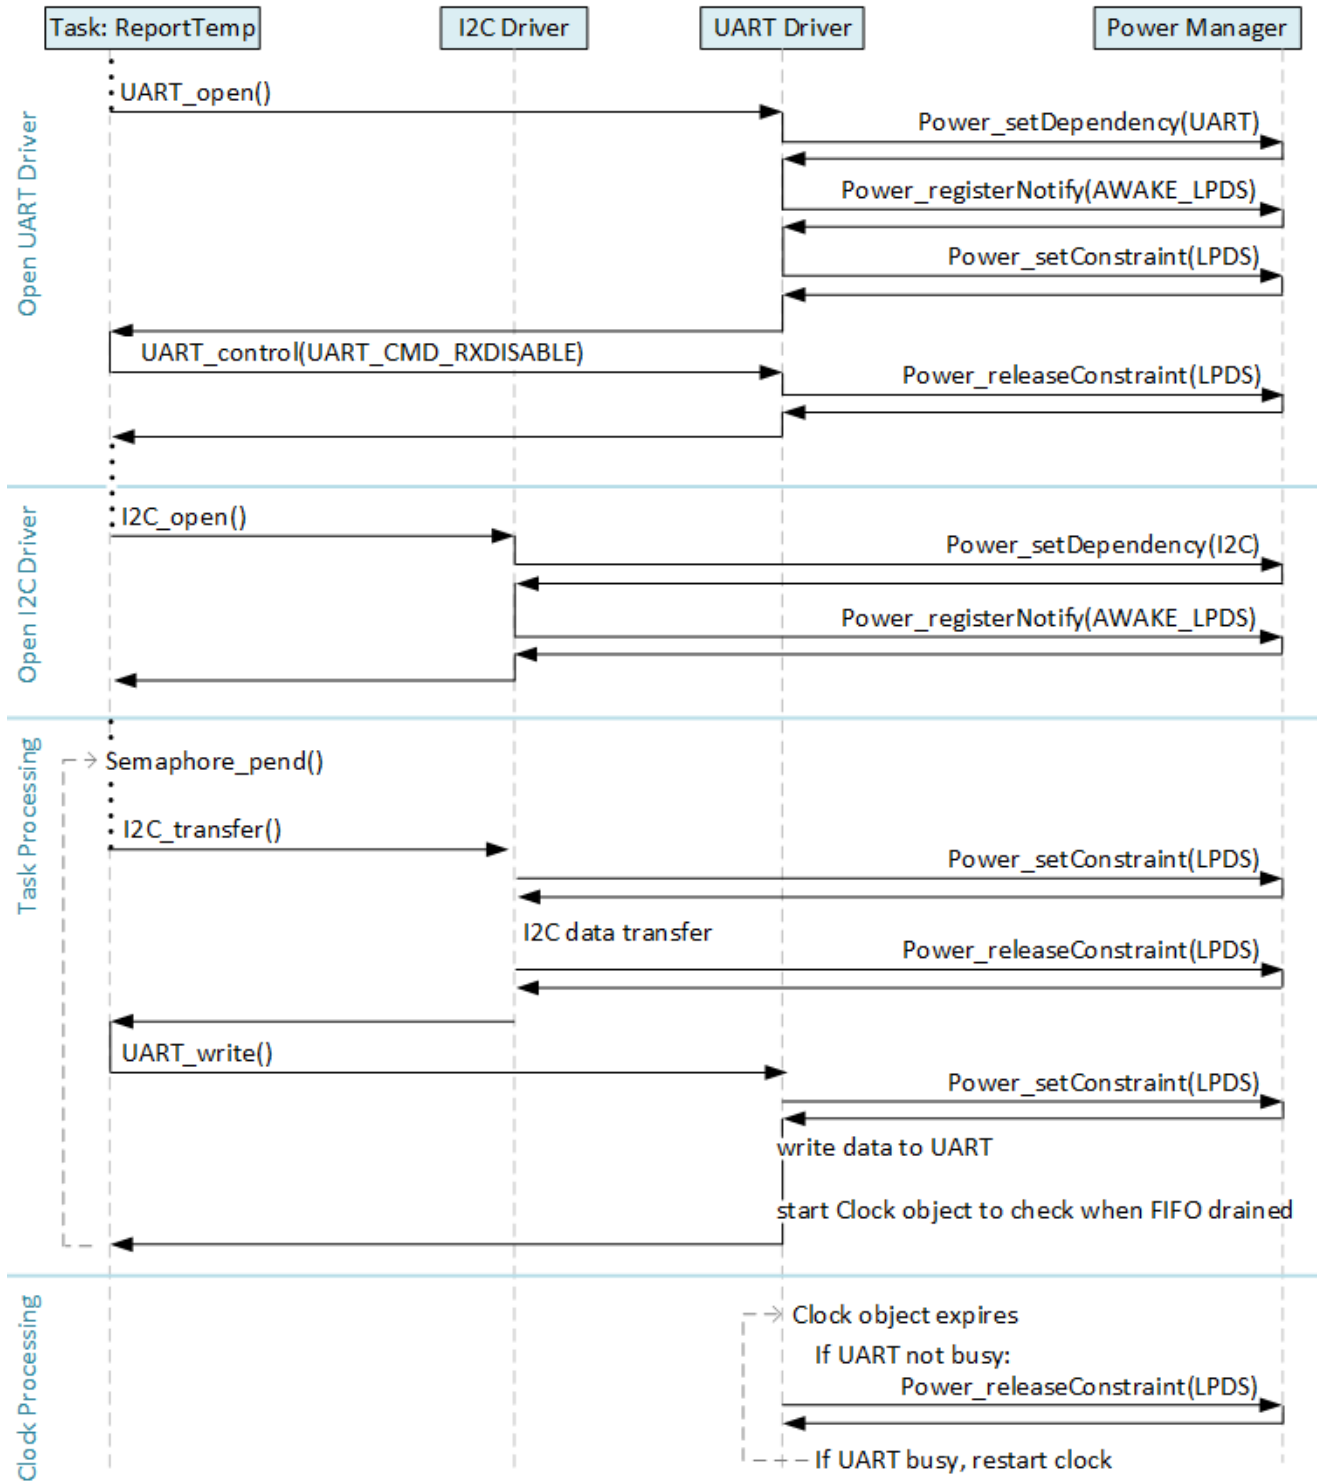 Task: ReportTemp
I2C Driver
UART Driver
Power Manager
Open UART Driver
UART_open()
Power_setDependency(UART)
Power_registerNotify(AWAKE_LPDS)
Power_setConstraint(LPDS)
UART_control(UART_CMD_RXDISABLE)
Power_releaseConstraint(LPDS)
Open I2C Driver
I2C_open()
Power_setDependency(I2C)
Power_registerNotify(AWAKE_LPDS)
Task Processing
Semaphore_pend()
I2C_transfer()
Power_setConstraint(LPDS)
I2C data transfer
Power_releaseConstraint(LPDS)
UART_write()
Power_setConstraint(LPDS)
write data to UART
start Clock object to check when FIFO drained
Clock Processing
Clock object expires
If UART not busy:
Power_releaseConstraint(LPDS)
If UART busy, restart clock